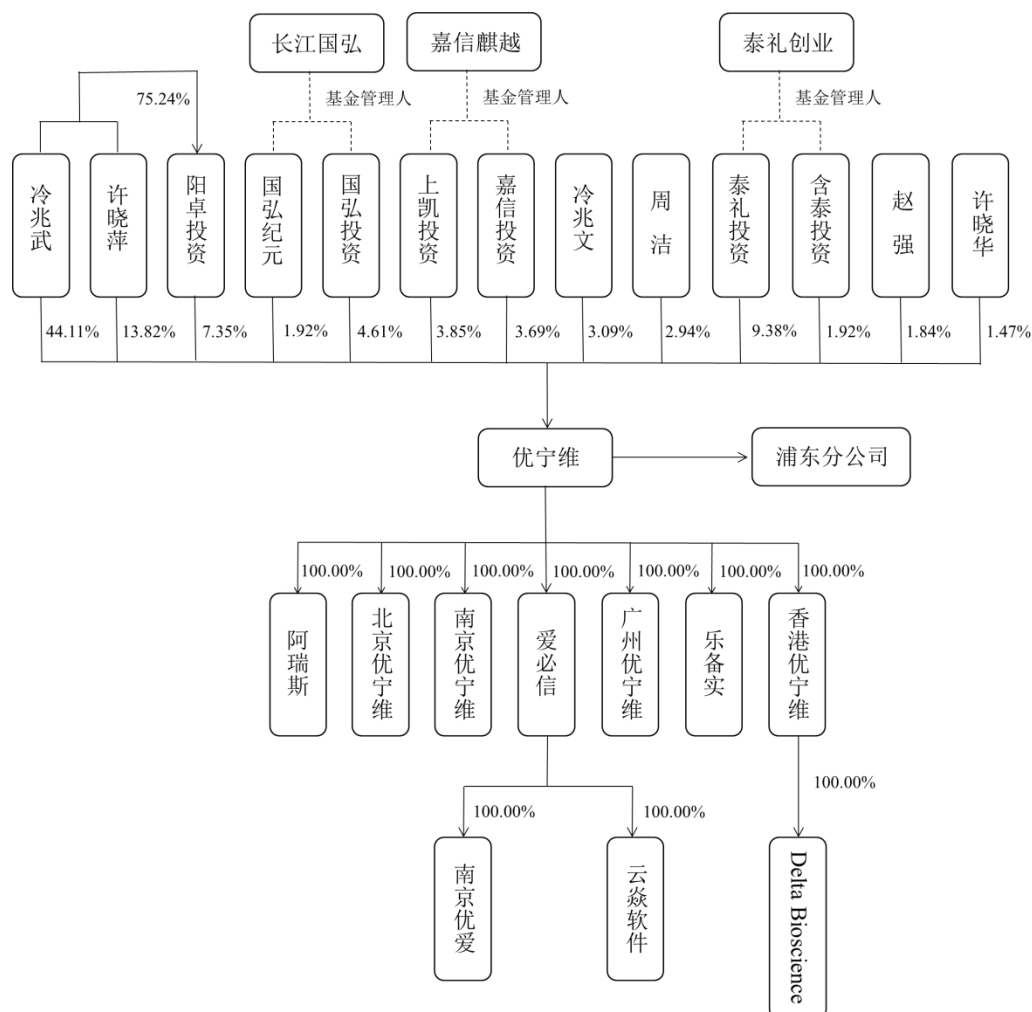 长江国弘
嘉信麒越
泰礼创业
75.24%
基金管理人
基金管理人
基金管理人
冷兆武
许晓萍
阳卓投资
国弘纪元
国弘投资
上凯投资
嘉信投资
冷兆文
周洁
泰礼投资
含泰投资
赵强
许晓华
44.11%
13.82%
7.35%
1.92%
4.61%
3.85%
3.69%
3.09%
2.94%
9.38%
1.92%
1.84%
1.47%
优宁维
浦东分公司
100.00%
100.00%
100.00%
100.00%
100.00%
100.00%
100.00%
阿瑞斯
北京优宁维
南京优宁维
爱必信
广州优宁维
乐备实
香港优宁维
100.00%
100.00%
100.00%
南京优爱
云焱软件
Delta Bioscience